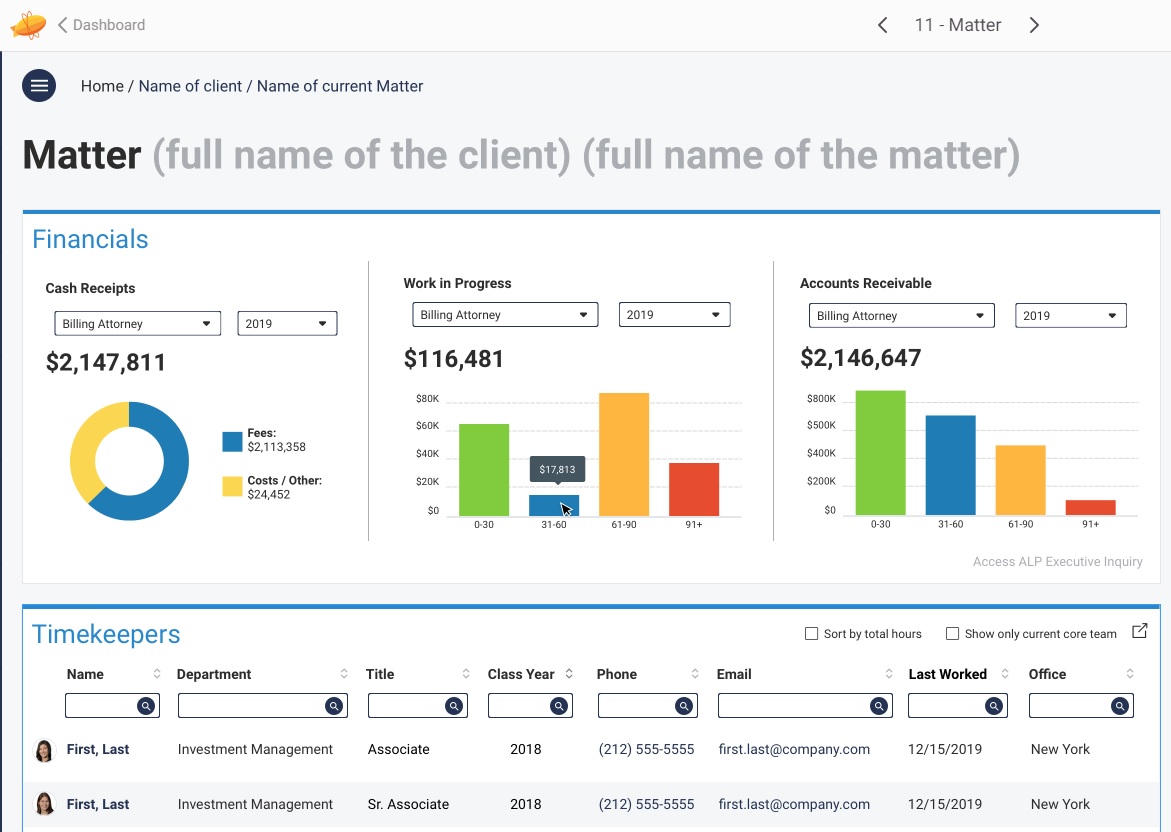 Dashboard
11 - Matter
Home / Name of client / Name of current Matter
Matter (full name of the client) (full name of the matter)
Financials
Cash Receipts
Billing Attorney
2019
$2,147,811
Fees:
$2,113,358
Costs / Other:
$24,452
Work in Progress
Billing Attorney
2019
$116,481
$80K
$60K
$40K
$20K
$0
$17,813
0-30
31-60
61-90
91+
Accounts Receivable
Billing Attorney
2019
$2,146,647
$800K
$500K
$400K
$200K
$0
0-30
31-60
61-90
91+
Access ALP Executive Inquiry
Timekeepers
Sort by total hours
Show only current core team
Name Department Title Class Year Phone Email Last Worked Office
First, Last Investment Management Associate 2018 (212) 555-5555 first.last@company.com 12/15/2019 New York
First, Last Investment Management Sr. Associate 2018 (212) 555-5555 first.last@company.com 12/15/2019 New York